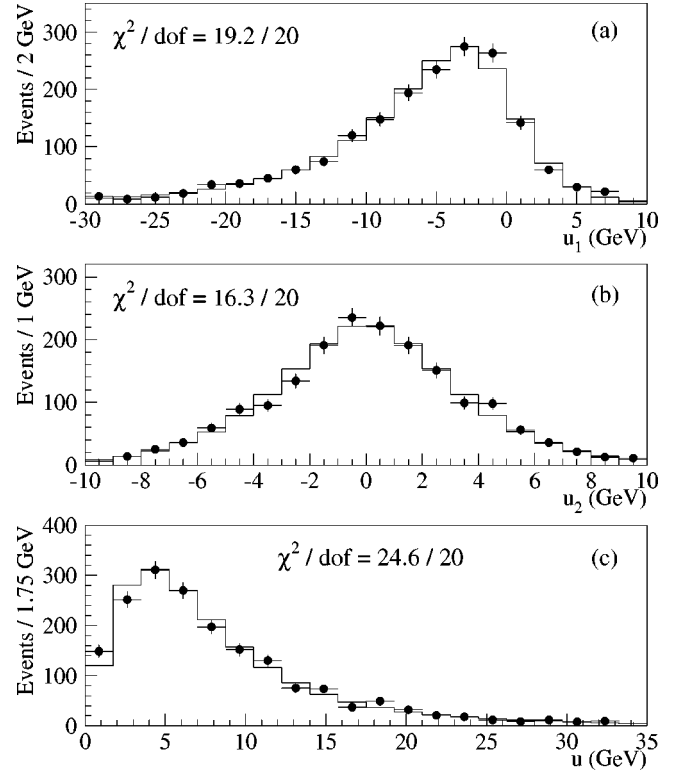 Events / 2 GeV
300
200
100
0
χ² / dof = 19.2 / 20
(a)
-30 -25 -20 -15 -10 -5 0 5 10
u₁ (GeV)
Events / 1 GeV
300
200
100
0
χ² / dof = 16.3 / 20
(b)
-10 -8 -6 -4 -2 0 2 4 6 8 10
u₂ (GeV)
Events / 1.75 GeV
400
300
200
100
0
χ² / dof = 24.6 / 20
(c)
0 5 10 15 20 25 30 35
u (GeV)